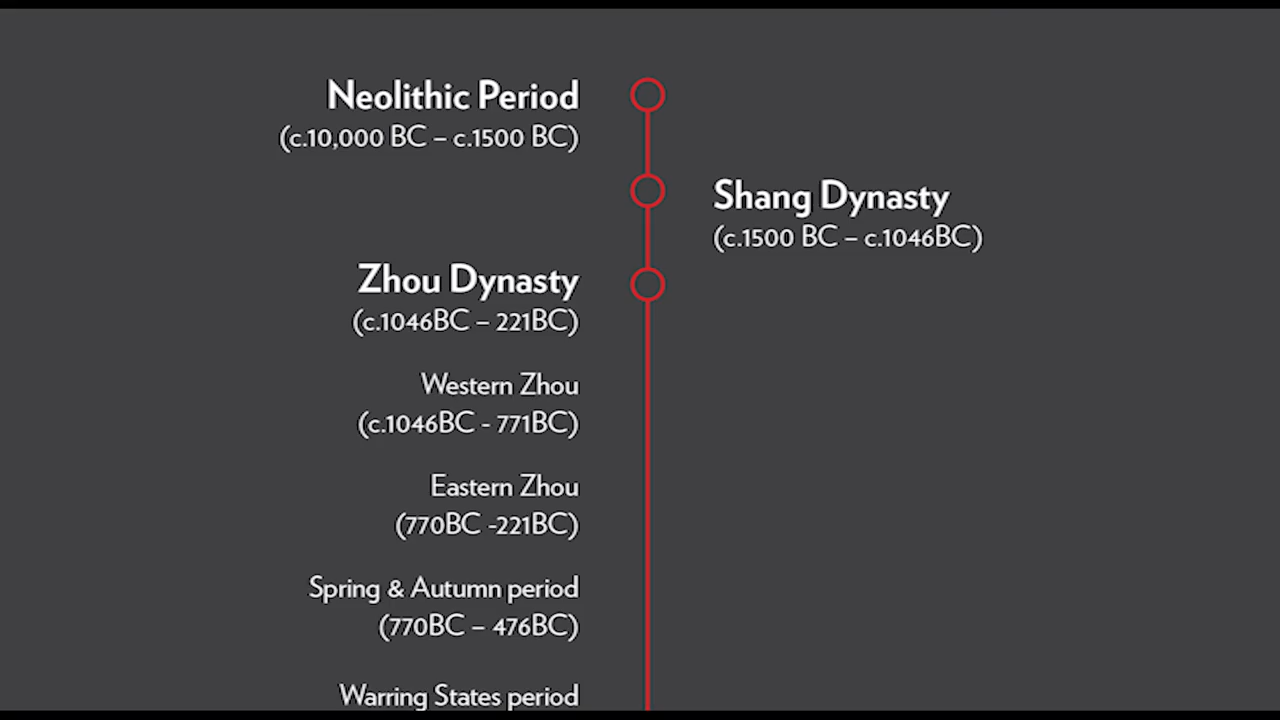 Neolithic Period
(c.10,000 BC – c.1500 BC)
Shang Dynasty
(c.1500 BC – c.1046BC)
Zhou Dynasty
(c.1046BC – 221BC)
Western Zhou
(c.1046BC - 771BC)
Eastern Zhou
(770BC -221BC)
Spring & Autumn period
(770BC – 476BC)
Warring States period